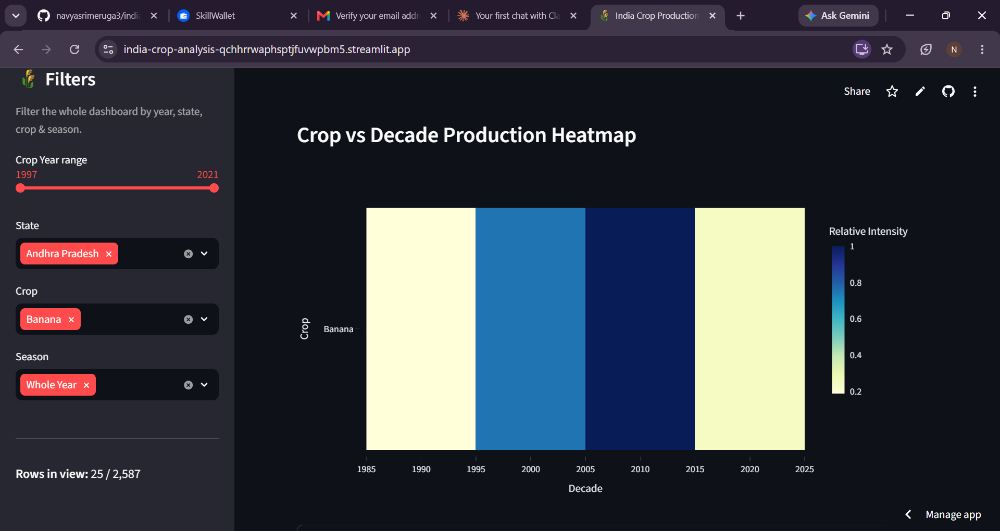 navyasrimeruga3/indi
SkillWallet
Verify your email addr
Your first chat with Cla
India Crop Production
Ask Gemini
india-crop-analysis-qchhrrwaphsptjfuvwpbm5.streamlit.app
N
Filters
Filter the whole dashboard by year, state,
crop & season.
Crop Year range
1997 2021
State
Andhra Pradesh
Crop
Banana
Season
Whole Year
Rows in view: 25 / 2,587
Share
Crop vs Decade Production Heatmap
Relative Intensity
1
0.8
0.6
0.4
0.2
Crop
Banana
1985 1990 1995 2000 2005 2010 2015 2020 2025
Decade
Manage app